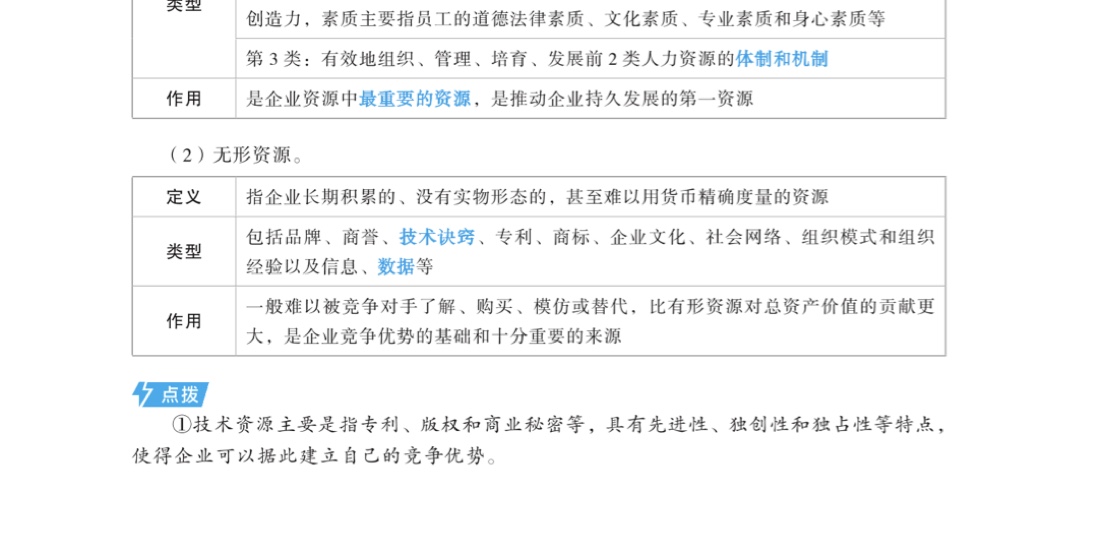 类型
创造力，素质主要指员工的道德法律素质、文化素质、专业素质和身心素质等
第 3 类：有效地组织、管理、培育、发展前 2 类人力资源的体制和机制
作用
是企业资源中最重要的资源，是推动企业持久发展的第一资源
（2）无形资源。
定义
指企业长期积累的、没有实物形态的，甚至难以用货币精确度量的资源
类型
包括品牌、商誉、技术诀窍、专利、商标、企业文化、社会网络、组织模式和组织
经验以及信息、数据等
作用
一般难以被竞争对手了解、购买、模仿或替代，比有形资源对总资产价值的贡献更
大，是企业竞争优势的基础和十分重要的来源
点拨
①技术资源主要是指专利、版权和商业秘密等，具有先进性、独创性和独占性等特点，
使得企业可以据此建立自己的竞争优势。